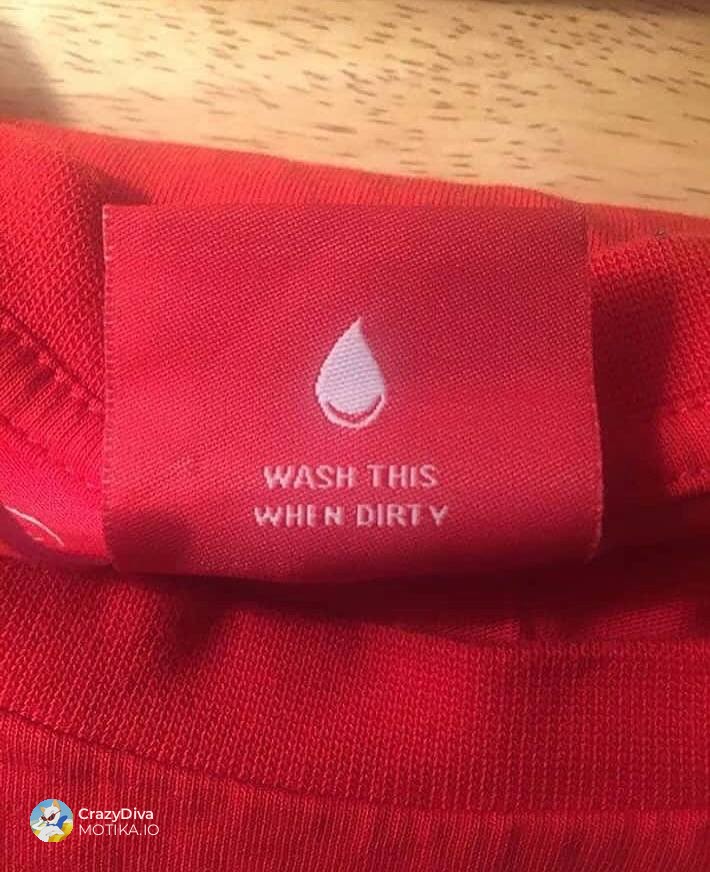 WASH THIS
WHEN DIRTY
CrazyDiva
MOTIKA.IO